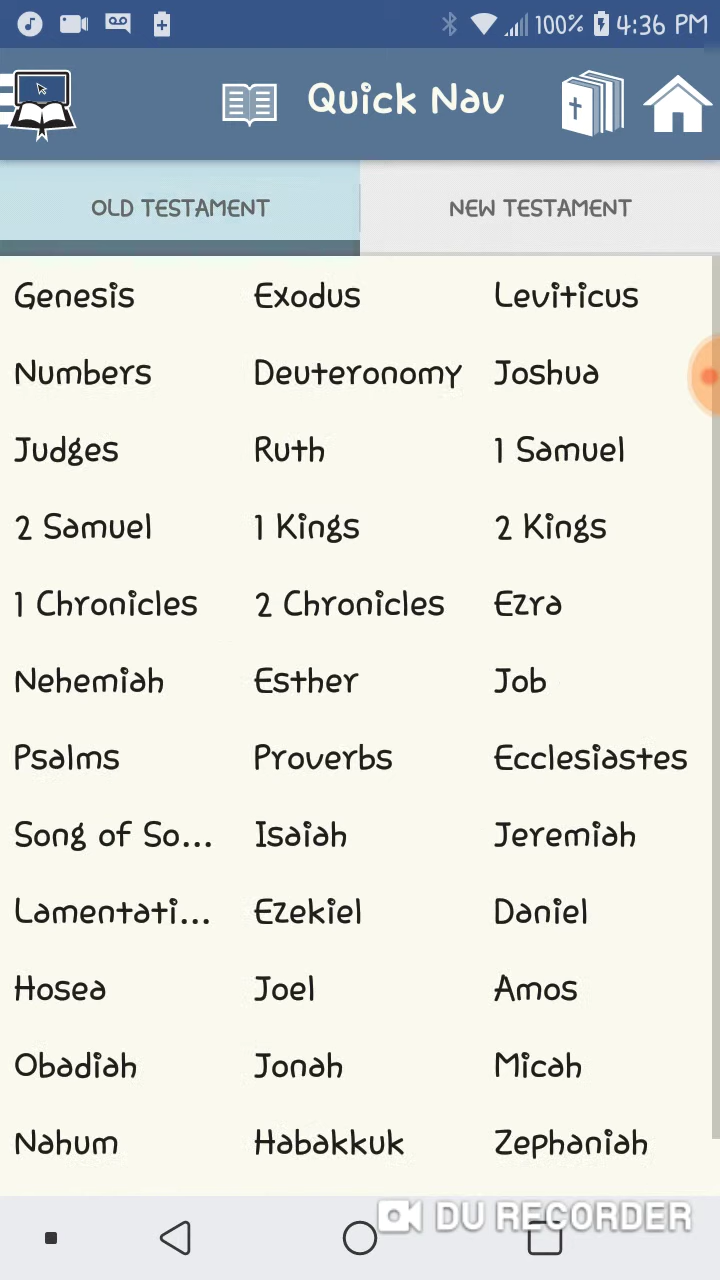 100% 4:36 PM
Quick Nav
OLD TESTAMENT NEW TESTAMENT
Genesis Exodus Leviticus
Numbers Deuteronomy Joshua
Judges Ruth 1 Samuel
2 Samuel 1 Kings 2 Kings
1 Chronicles 2 Chronicles Ezra
Nehemiah Esther Job
Psalms Proverbs Ecclesiastes
Song of So... Isaiah Jeremiah
Lamentati... Ezekiel Daniel
Hosea Joel Amos
Obadiah Jonah Micah
Nahum Habakkuk Zephaniah
DU RECORDER